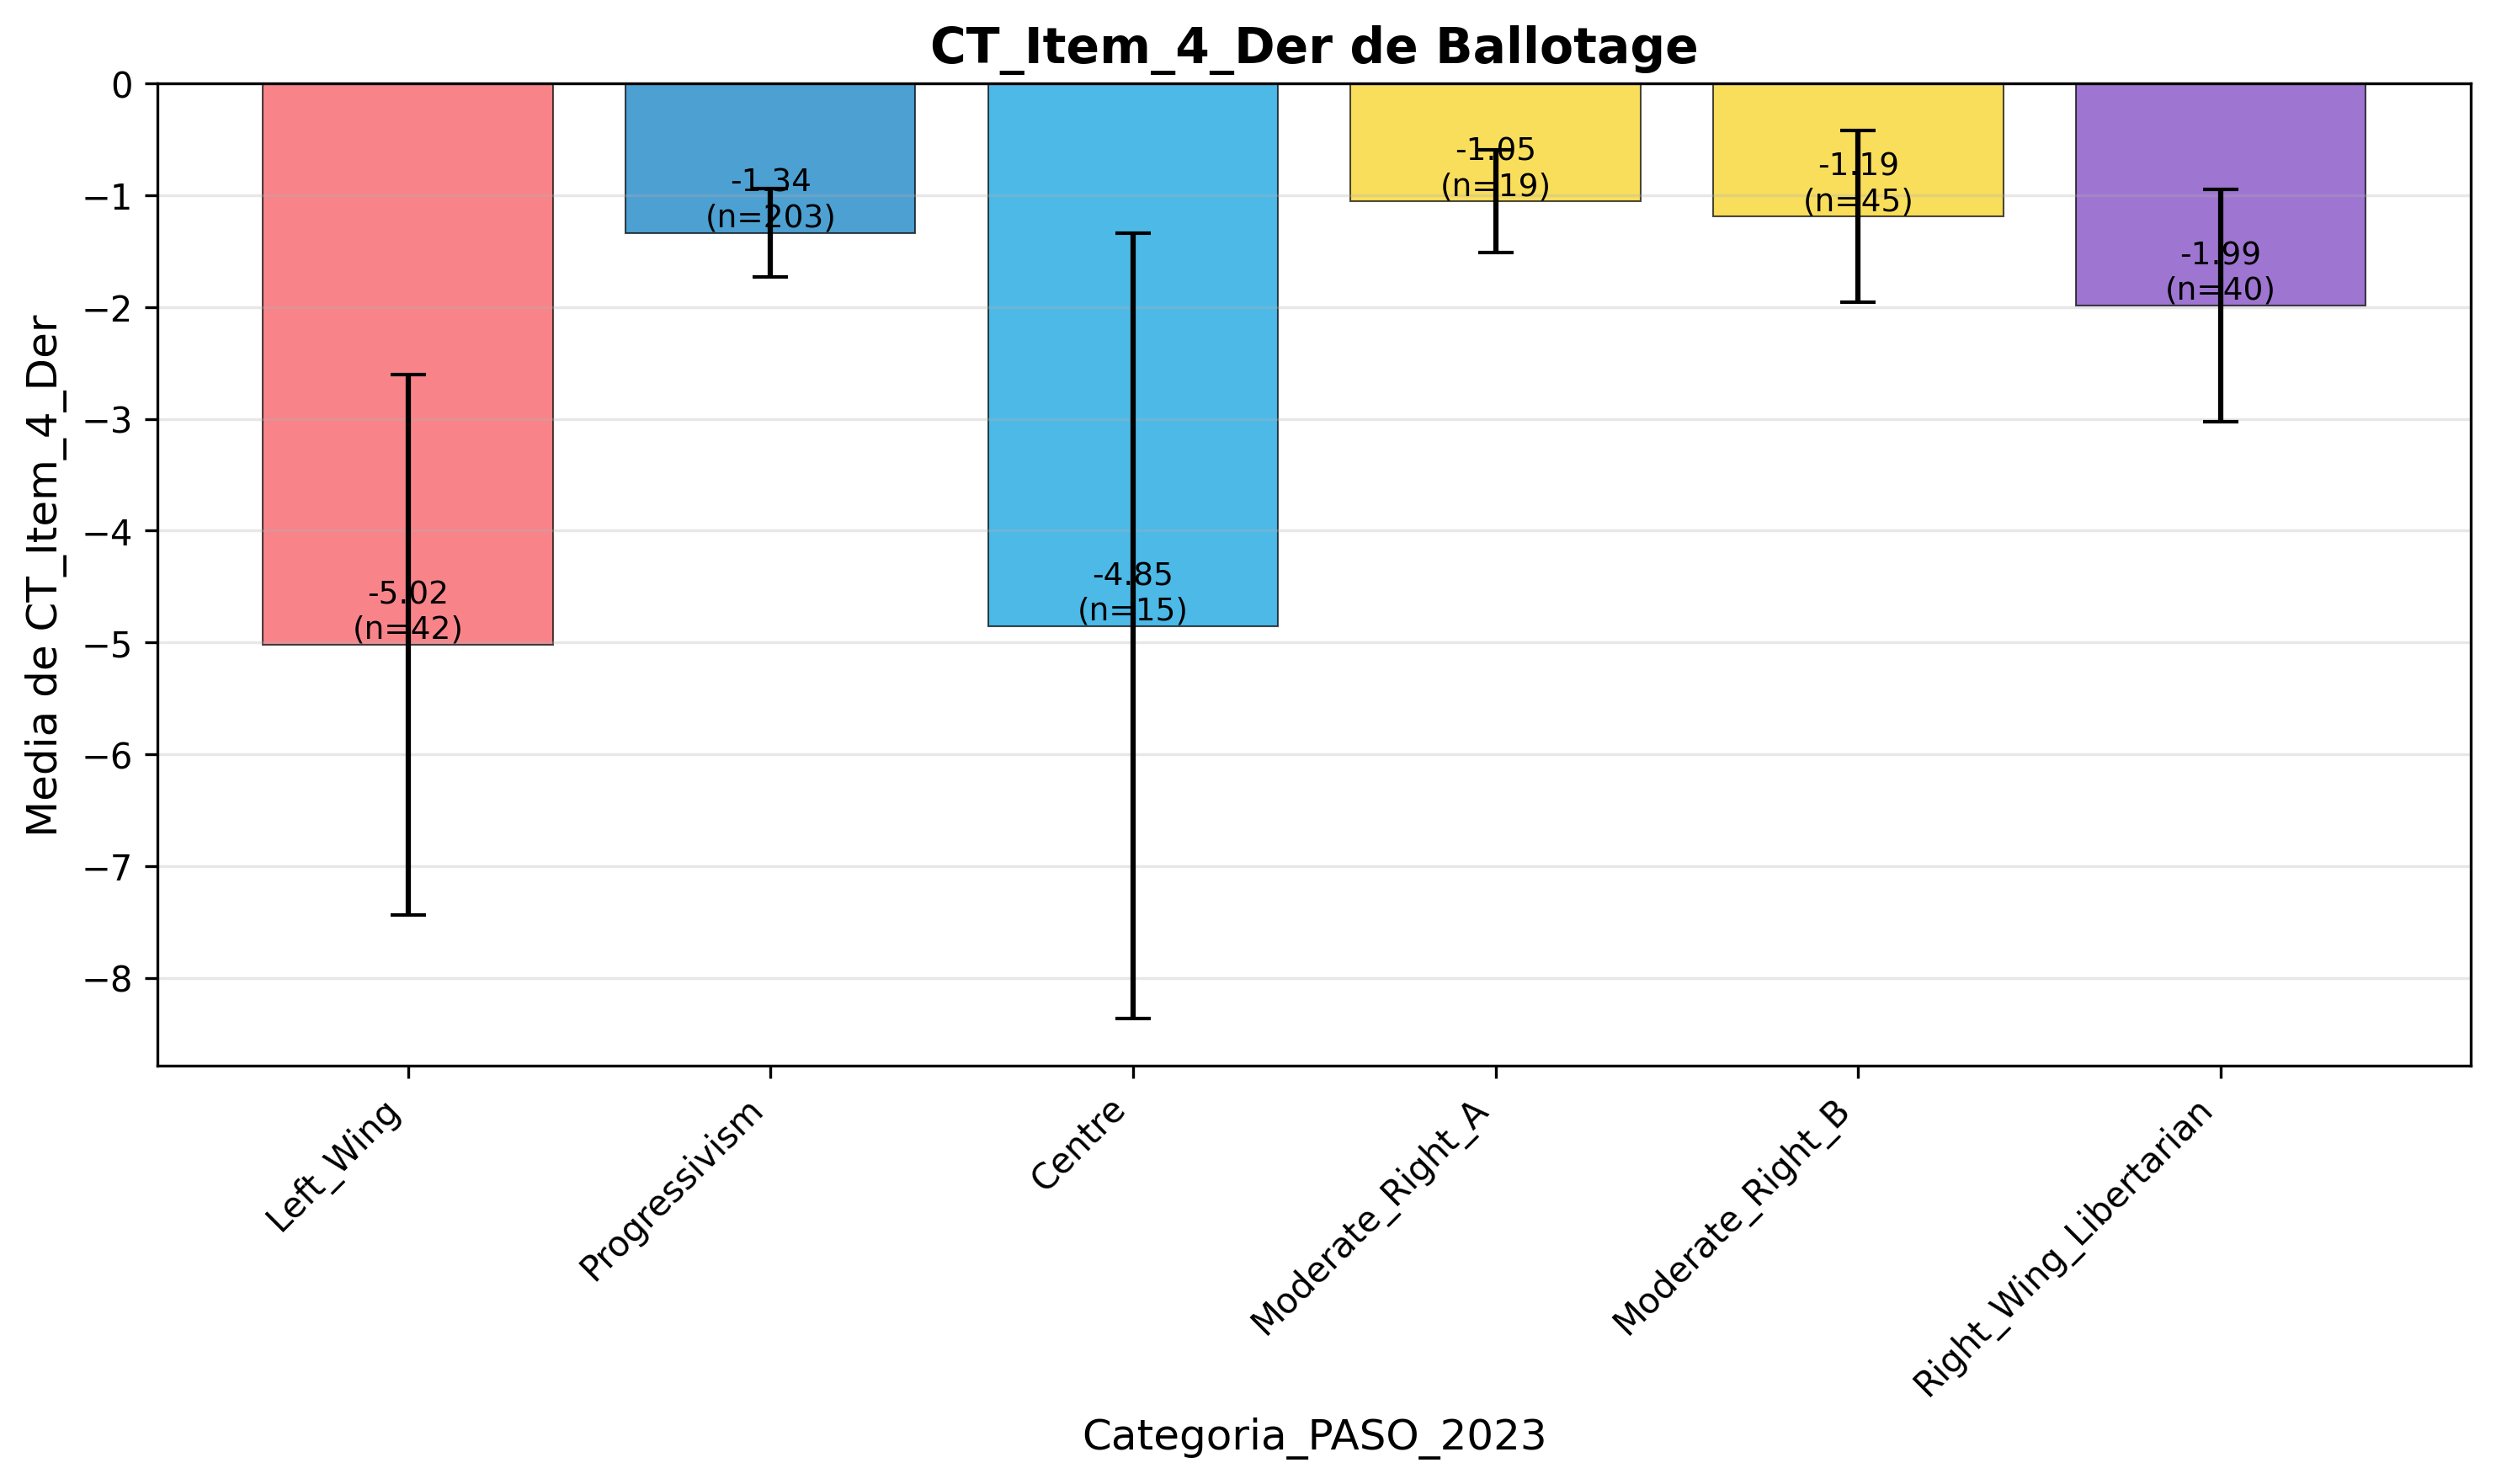 CT_Item_4_Der de Ballotage
Media de CT_Item_4_Der
0
−1
−2
−3
−4
−5
−6
−7
−8
-5.02
(n=42)
-1.34
(n=203)
-4.85
(n=15)
-1.05
(n=19)
-1.19
(n=45)
-1.99
(n=40)
Left_Wing
Progressivism
Centre
Moderate_Right_A
Moderate_Right_B
Right_Wing_Libertarian
Categoria_PASO_2023